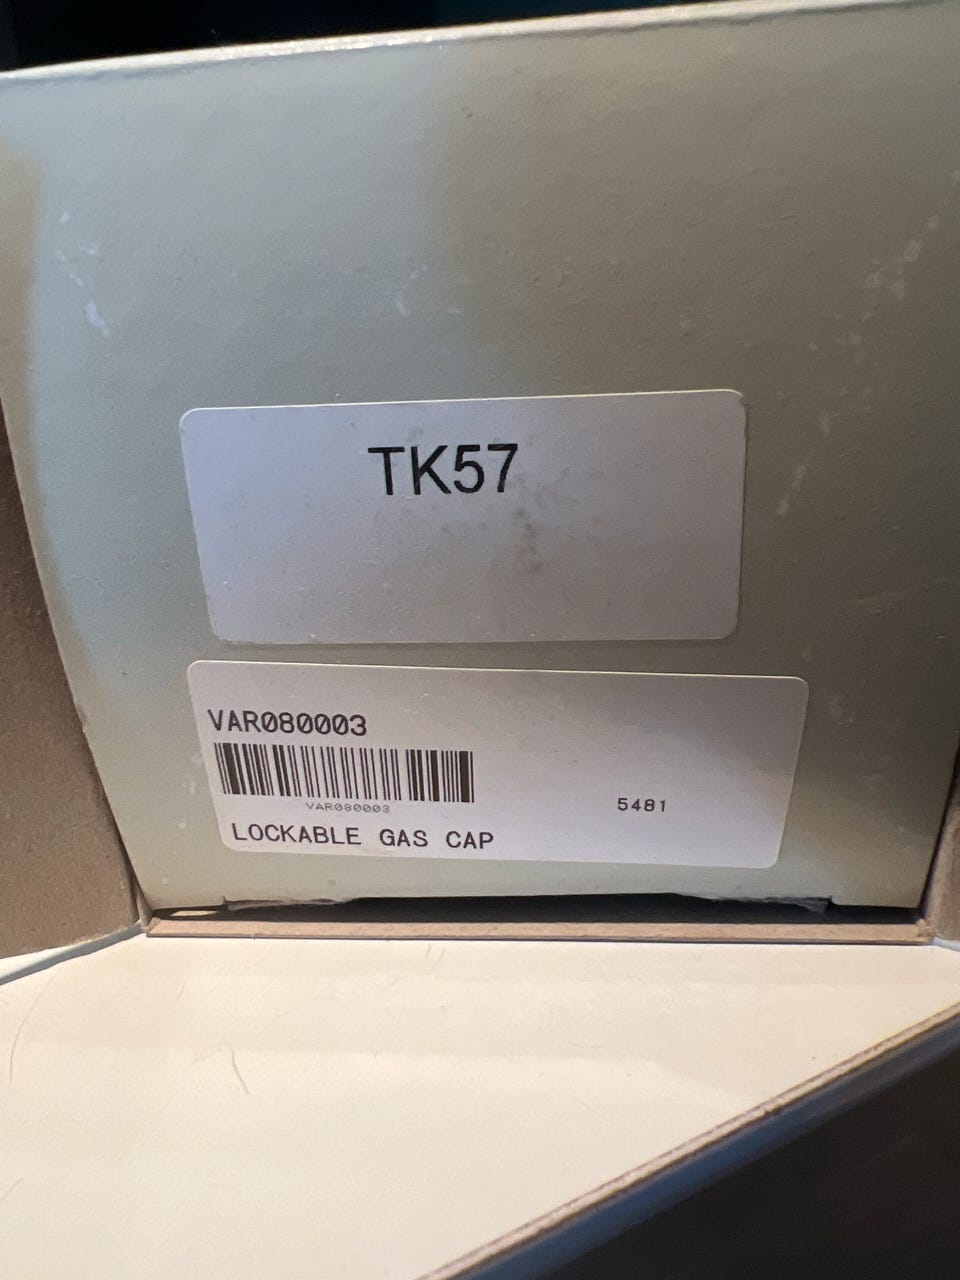 TK57
VAR080003
VAR080003
5481
LOCKABLE GAS CAP